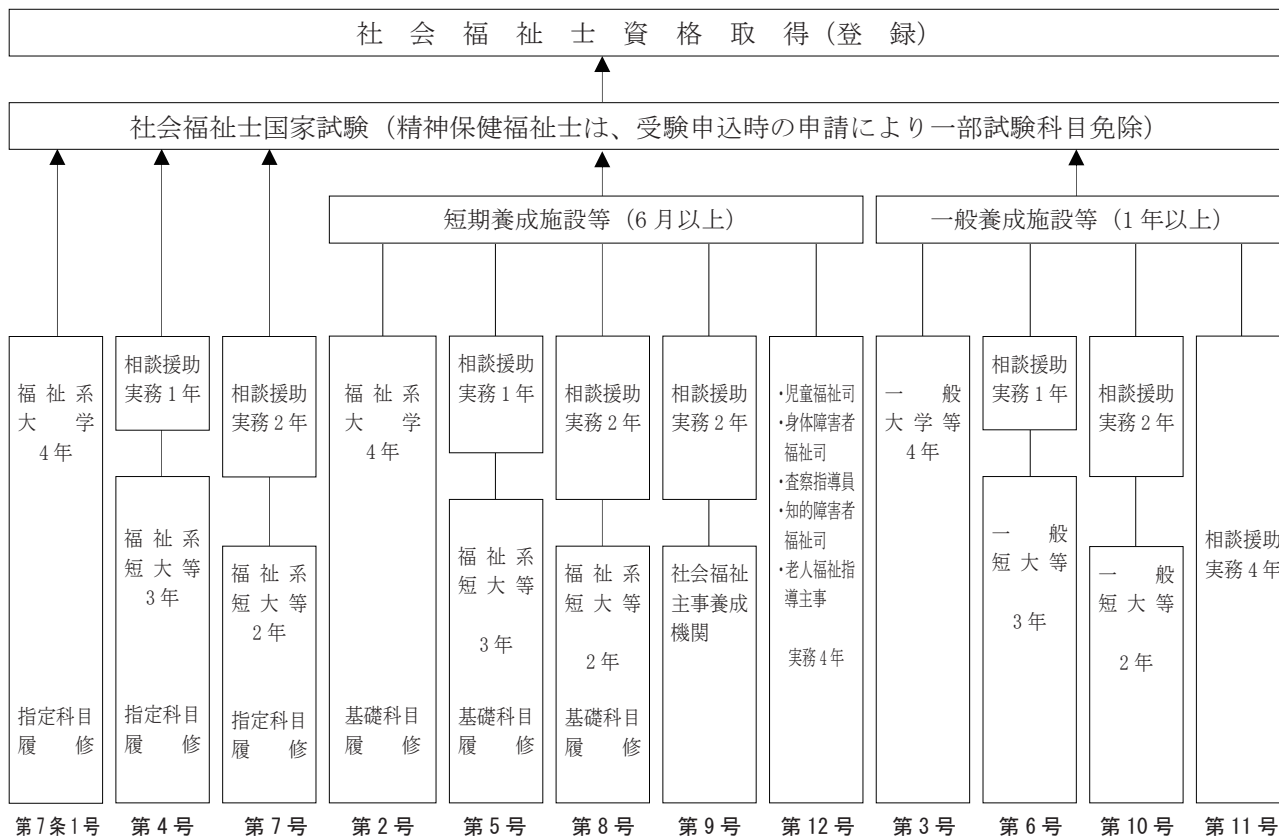 社会福祉士資格取得(登録)
社会福祉士国家試験(精神保健福祉士は、受験申込時の申請により一部試験科目免除)
短期養成施設等(6月以上)
一般養成施設等(1年以上)
福祉系
大学
4年
指定科目
履修
相談援助
実務1年
福祉系
短大等
3年
指定科目
履修
相談援助
実務2年
福祉系
短大等
2年
指定科目
履修
福祉系
大学
4年
基礎科目
履修
相談援助
実務1年
福祉系
短大等
3年
基礎科目
履修
相談援助
実務2年
福祉系
短大等
2年
基礎科目
履修
相談援助
実務2年
社会福祉
主事養成
機関
・児童福祉司
・身体障害者
福祉司
・査察指導員
・知的障害者
福祉司
・老人福祉指
導主事
実務4年
一般
大学等
4年
相談援助
実務1年
一般
短大等
3年
相談援助
実務2年
一般
短大等
2年
相談援助
実務4年
第7条1号
第4号
第7号
第2号
第5号
第8号
第9号
第12号
第3号
第6号
第10号
第11号